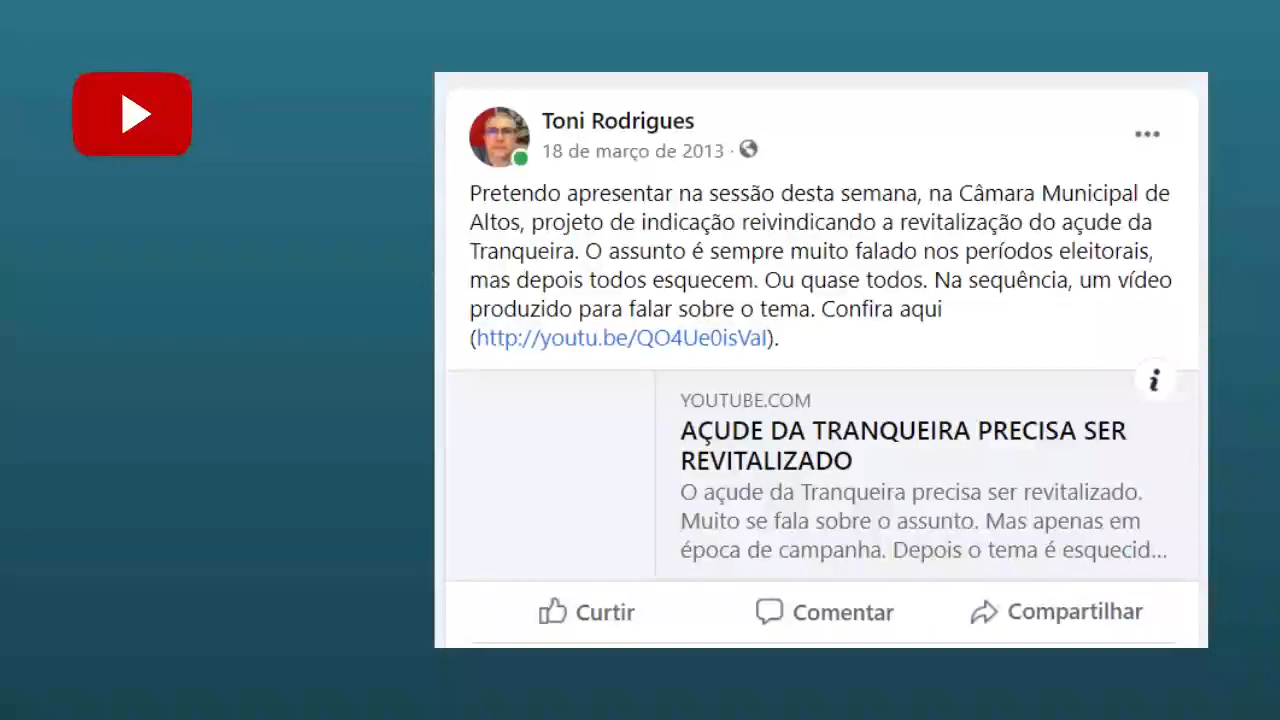 Toni Rodrigues
18 de março de 2013 ·
Pretendo apresentar na sessão desta semana, na Câmara Municipal de
Altos, projeto de indicação reivindicando a revitalização do açude da
Tranqueira. O assunto é sempre muito falado nos períodos eleitorais,
mas depois todos esquecem. Ou quase todos. Na sequência, um vídeo
produzido para falar sobre o tema. Confira aqui
(http://youtu.be/QO4Ue0isVaI).
YOUTUBE.COM
AÇUDE DA TRANQUEIRA PRECISA SER
REVITALIZADO
O açude da Tranqueira precisa ser revitalizado.
Muito se fala sobre o assunto. Mas apenas em
época de campanha. Depois o tema é esquecid...
Curtir
Comentar
Compartilhar